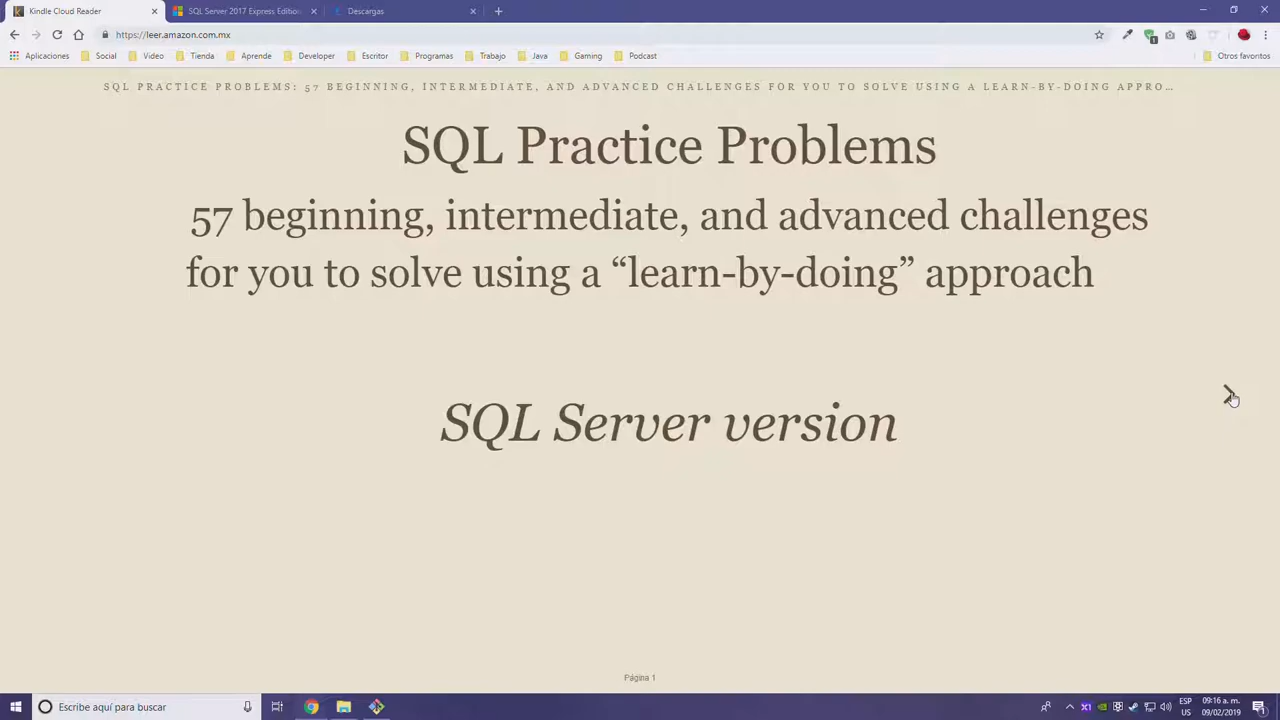 Kindle Cloud Reader
SQL Server 2017 Express Edition
Descargas
https://leer.amazon.com.mx
Aplicaciones Social Video Tienda Aprende Developer Escritor Programas Trabajo Java Gaming Podcast Otros favoritos
SQL PRACTICE PROBLEMS: 57 BEGINNING, INTERMEDIATE, AND ADVANCED CHALLENGES FOR YOU TO SOLVE USING A LEARN-BY-DOING APPRO…
SQL Practice Problems
57 beginning, intermediate, and advanced challenges
for you to solve using a “learn-by-doing” approach
SQL Server version
Página 1
Escribe aquí para buscar
ESP
US
09:16 a. m.
09/02/2019